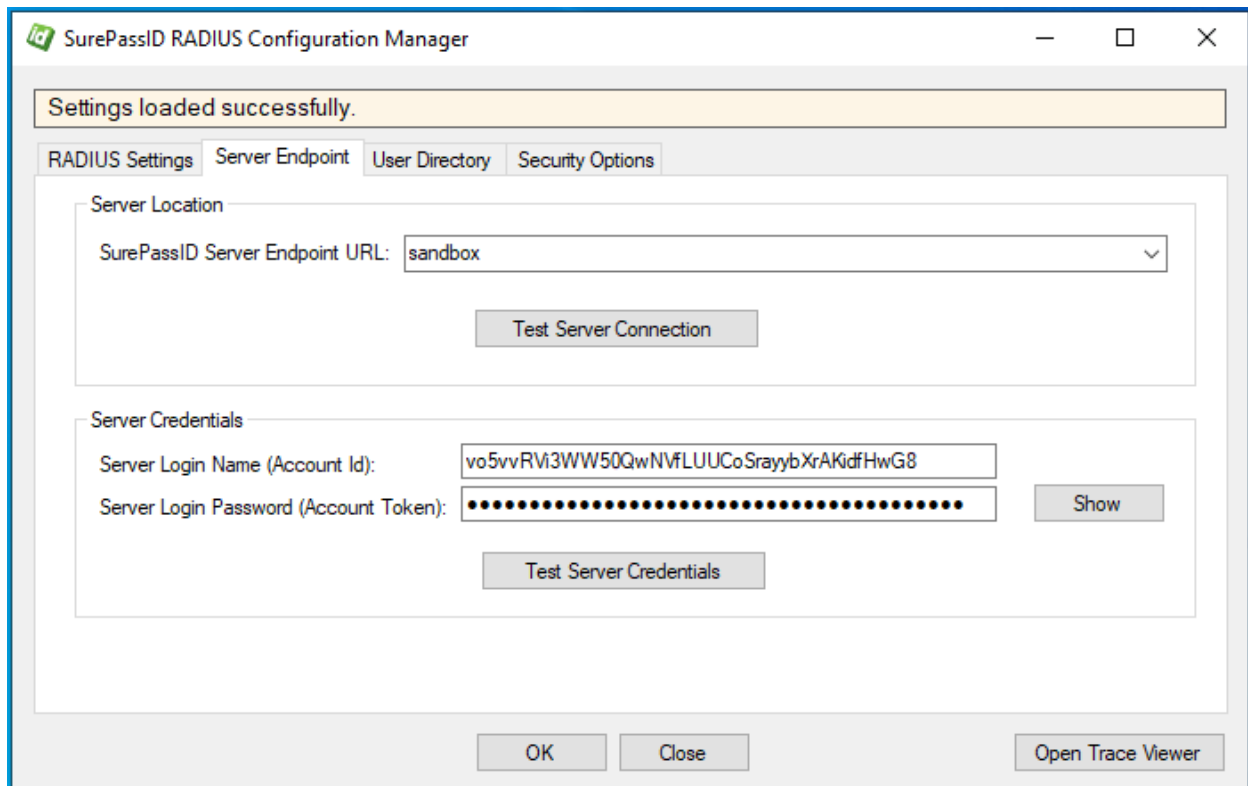 SurePassID RADIUS Configuration Manager
Settings loaded successfully.
RADIUS Settings Server Endpoint User Directory Security Options
Server Location
SurePassID Server Endpoint URL: sandbox
Test Server Connection
Server Credentials
Server Login Name (Account Id): vo5vvRVi3WW50QwNVfLUUCoSrayybXrAKidfHwG8
Server Login Password (Account Token): ●●●●●●●●●●●●●●●●●●●●●●●●●●●●●●●●●●●●●●●● Show
Test Server Credentials
OK Close Open Trace Viewer